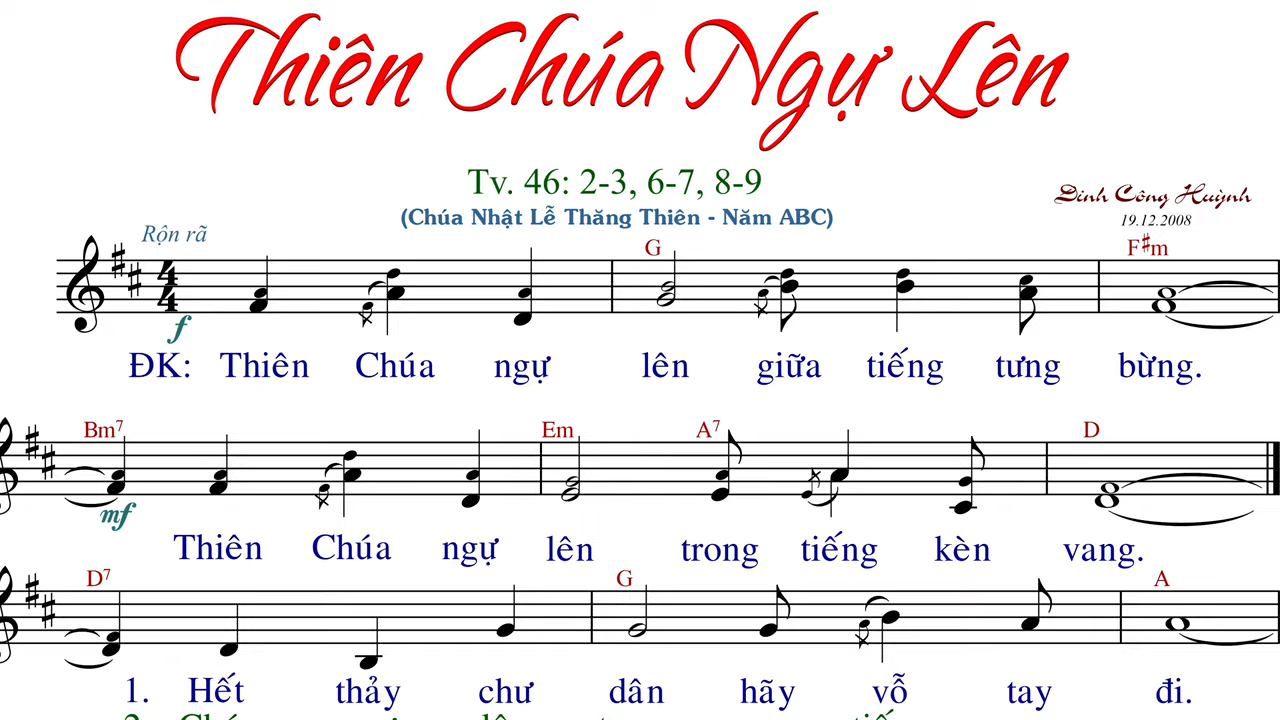 Thiên Chúa Ngự Lên
Tv. 46: 2-3, 6-7, 8-9
(Chúa Nhật Lễ Thăng Thiên - Năm ABC)
Đinh Công Huỳnh
19.12.2008
Rộn rã
G F#m
4
4
f
ĐK: Thiên Chúa ngự lên giữa tiếng tưng bừng.
Bm7 Em A7 D
mf
Thiên Chúa ngự lên trong tiếng kèn vang.
D7 G A
1. Hết thảy chư dân hãy vỗ tay đi.